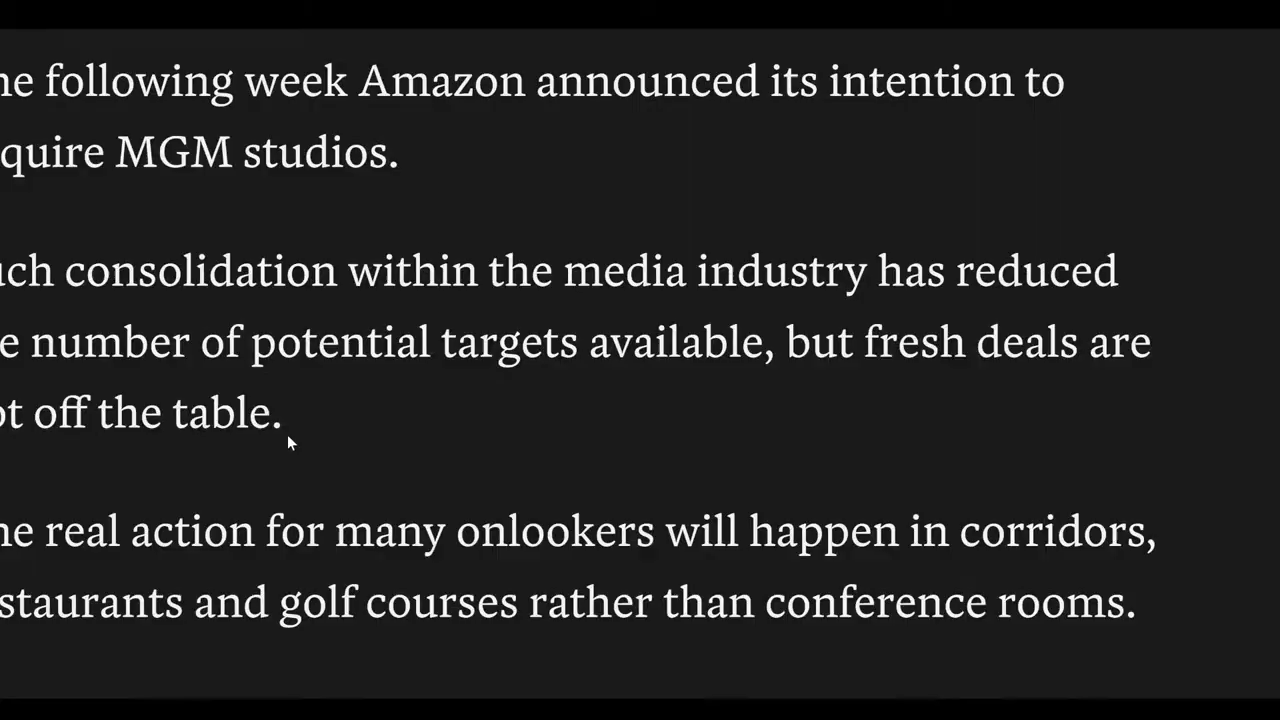 he following week Amazon announced its intention to
quire MGM studios.
uch consolidation within the media industry has reduced
e number of potential targets available, but fresh deals are
ot off the table.
he real action for many onlookers will happen in corridors,
staurants and golf courses rather than conference rooms.